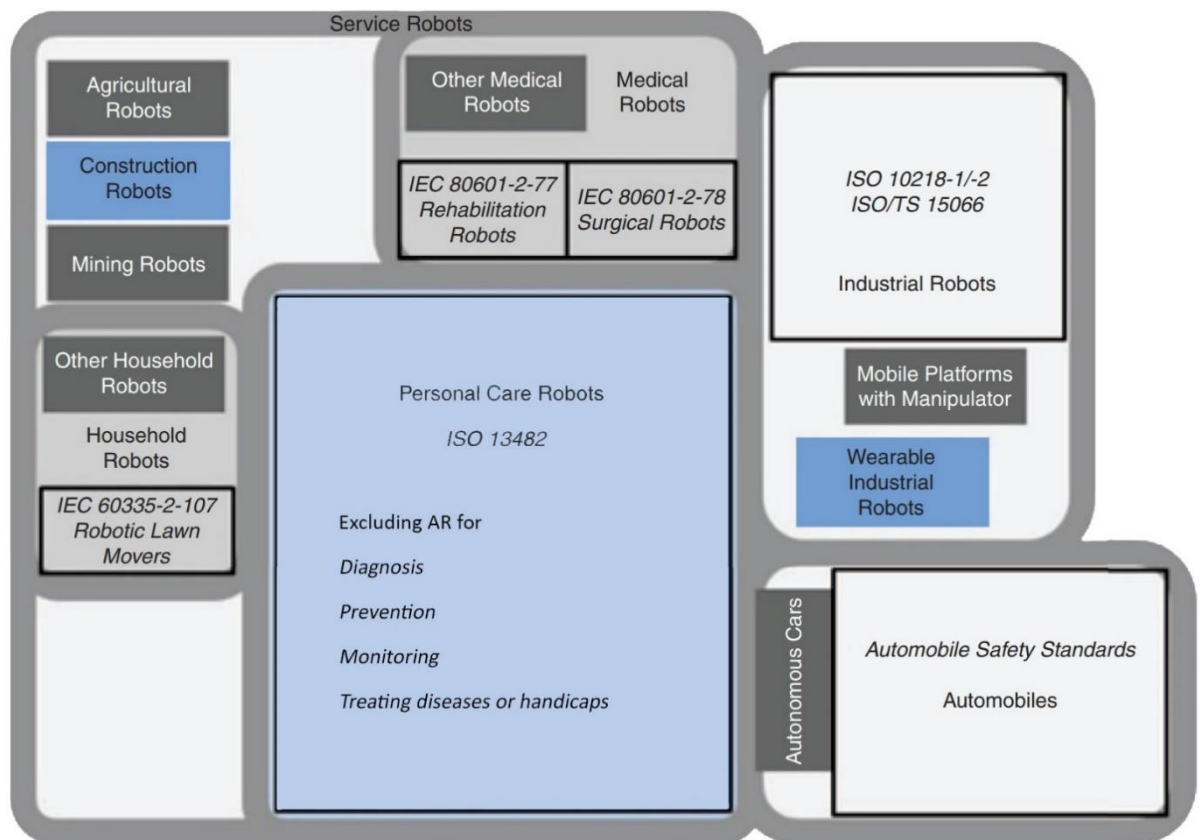 Service Robots
Agricultural
Robots
Construction
Robots
Mining Robots
Other Medical
Robots
Medical
Robots
IEC 80601-2-77
Rehabilitation
Robots
IEC 80601-2-78
Surgical Robots
ISO 10218-1/-2
ISO/TS 15066
Industrial Robots
Mobile Platforms
with Manipulator
Wearable
Industrial
Robots
Other Household
Robots
Household
Robots
IEC 60335-2-107
Robotic Lawn
Movers
Personal Care Robots
ISO 13482
Excluding AR for
Diagnosis
Prevention
Monitoring
Treating diseases or handicaps
Autonomous Cars
Automobile Safety Standards
Automobiles